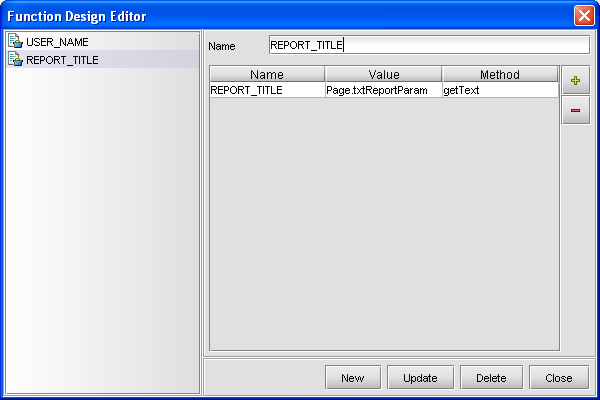 Function Design Editor
USER_NAME
REPORT_TITLE
Name REPORT_TITLE
Name Value Method
REPORT_TITLE Page.txtReportParam getText
New Update Delete Close